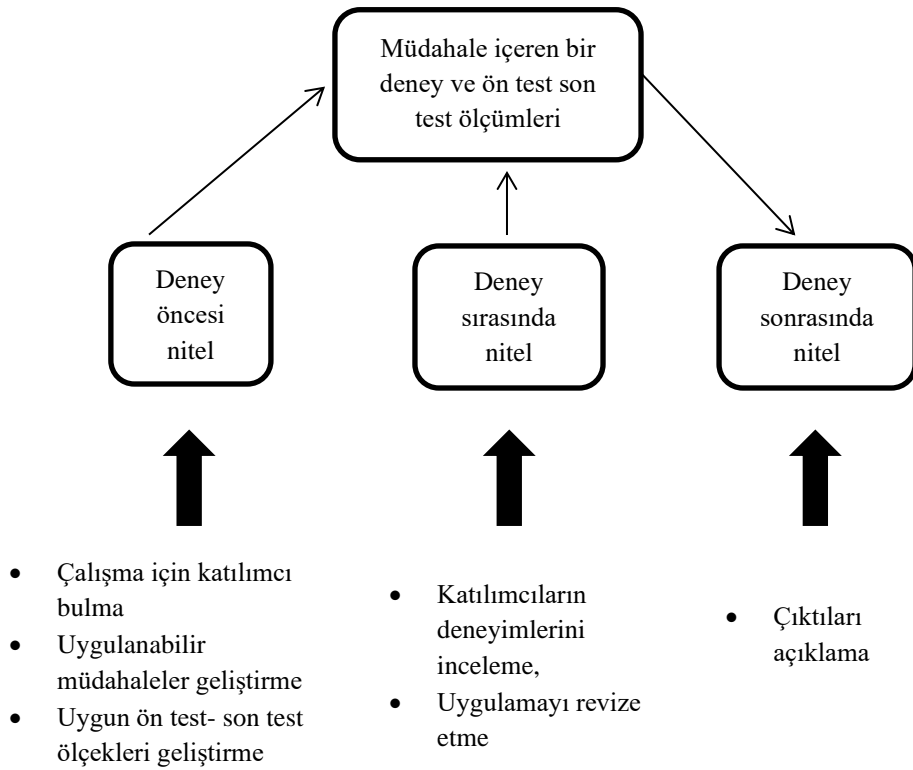 Müdahale içeren bir
deney ve ön test son
test ölçümleri
Deney
öncesi
nitel
Deney
sırasında
nitel
Deney
sonrasında
nitel
• Çalışma için katılımcı
bulma
• Uygulanabilir
müdahaleler geliştirme
• Uygun ön test- son test
ölçekleri geliştirme
• Katılımcıların
deneyimlerini
inceleme,
• Uygulamayı revize
etme
• Çıktıları
açıklama